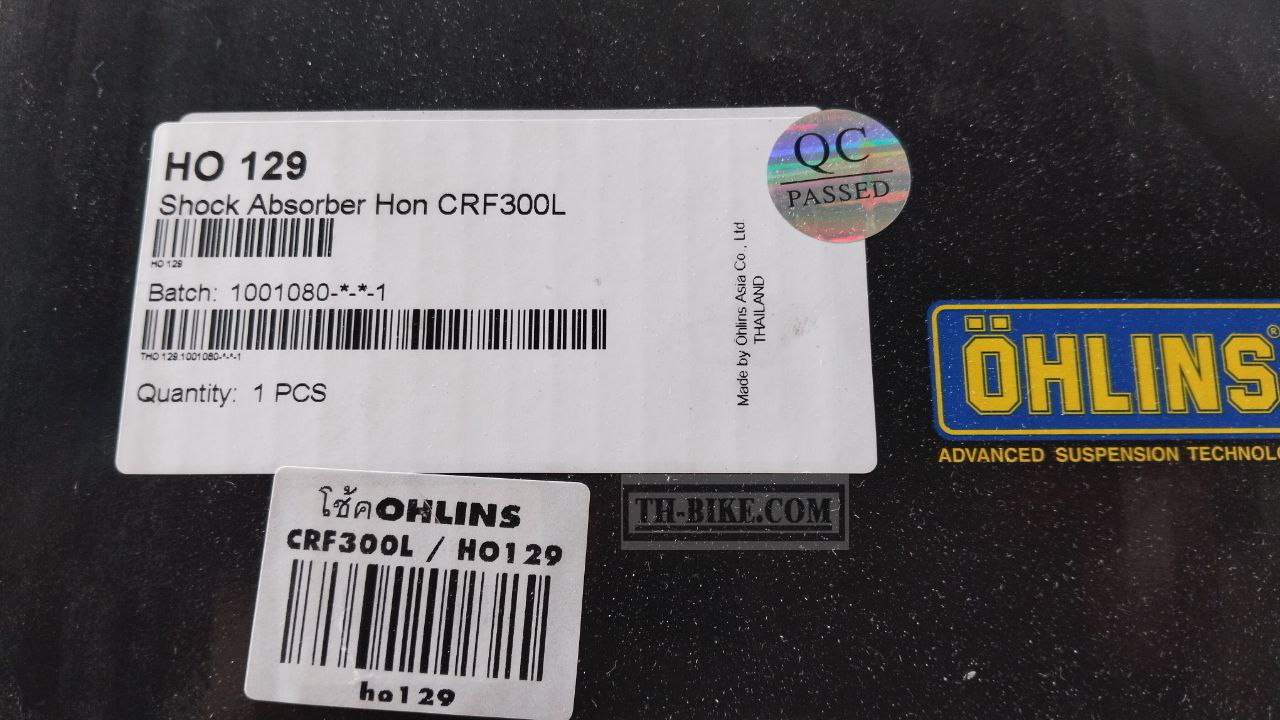 HO 129
Shock Absorber Hon CRF300L
HO 129
Batch: 1001080-*-*-1
THO 129.1001080-*-*-1
Quantity: 1 PCS
Made by Öhlins Asia Co., Ltd.
THAILAND
QC
PASSED
ÖHLINS®
ADVANCED SUSPENSION TECHNOLO
โช้คOHLINS
CRF300L / HO129
ho129
TH-BIKE.COM